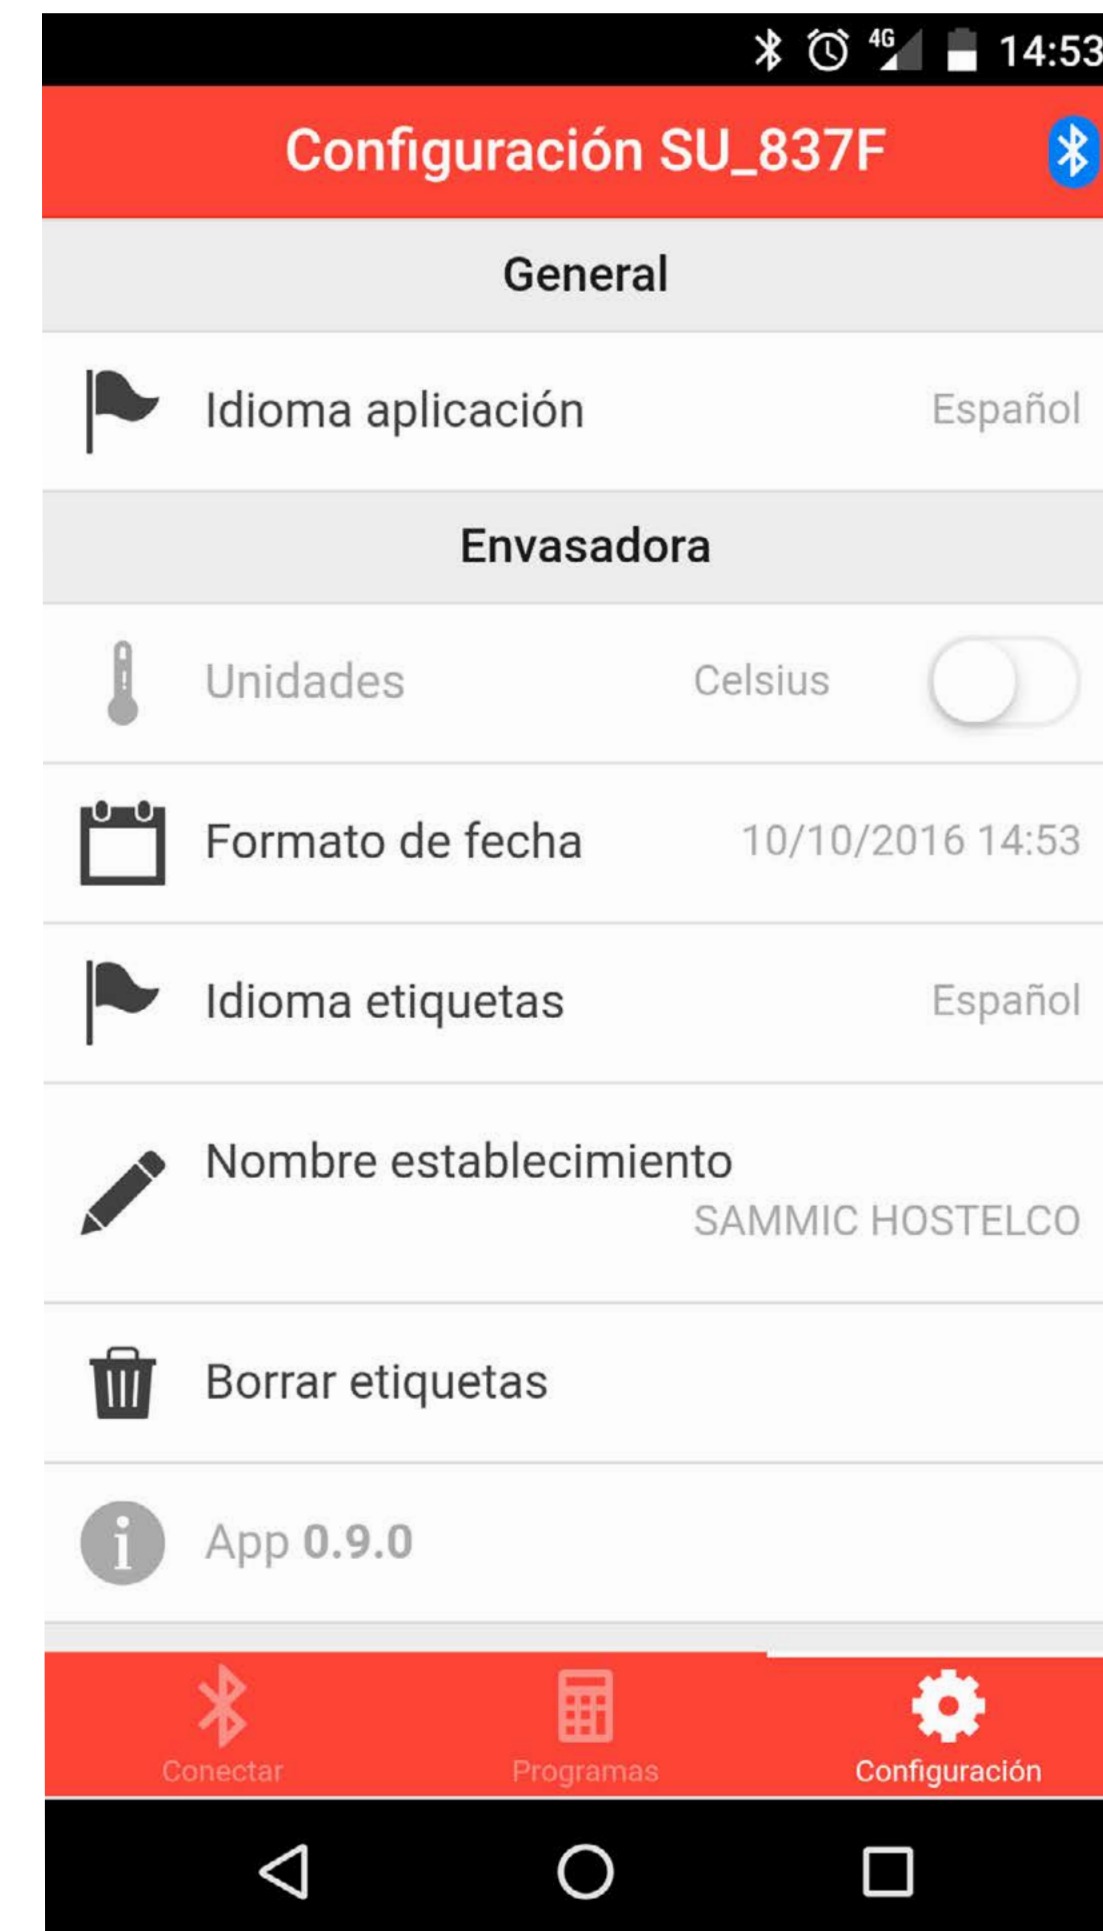 4G 14:53
Configuración SU_837F
General
Idioma aplicación Español
Envasadora
Unidades Celsius
Formato de fecha 10/10/2016 14:53
Idioma etiquetas Español
Nombre establecimiento
SAMMIC HOSTELCO
Borrar etiquetas
App 0.9.0
Conectar Programas Configuración